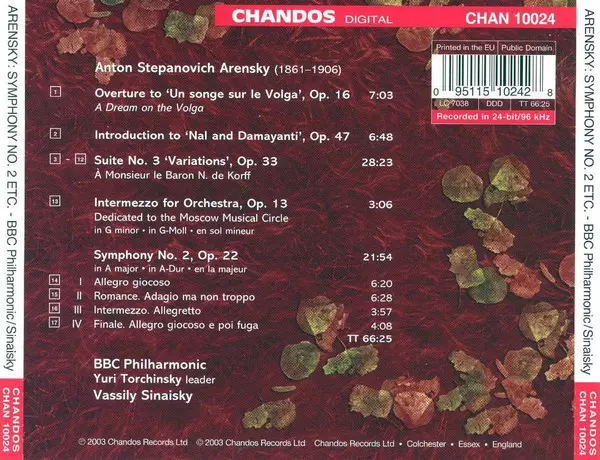 CHANDOS DIGITAL
CHAN 10024
Printed in the EU
Public Domain
0 95115 10242 8
LC 7038
DDD
TT 66:25
Recorded in 24-bit/96 kHz
Anton Stepanovich Arensky (1861–1906)
1 Overture to ‘Un songe sur le Volga’, Op. 16 7:03
A Dream on the Volga
2 Introduction to ‘Nal and Damayanti’, Op. 47 6:48
3 - 12 Suite No. 3 ‘Variations’, Op. 33 28:23
À Monsieur le Baron N. de Korff
13 Intermezzo for Orchestra, Op. 13 3:06
Dedicated to the Moscow Musical Circle
in G minor • in G-Moll • en sol mineur
Symphony No. 2, Op. 22 21:54
in A major • in A-Dur • en la majeur
14 I Allegro giocoso 6:20
15 II Romance. Adagio ma non troppo 6:28
16 III Intermezzo. Allegretto 3:57
17 IV Finale. Allegro giocoso e poi fuga 4:08
TT 66:25
BBC Philharmonic
Yuri Torchinsky leader
Vassily Sinaisky
℗ 2003 Chandos Records Ltd © 2003 Chandos Records Ltd Chandos Records Ltd • Colchester • Essex • England
ARENSKY: SYMPHONY NO. 2 ETC. - BBC Philharmonic/Sinaisky
CHANDOS
CHAN 10024
ARENSKY: SYMPHONY NO. 2 ETC. - BBC Philharmonic/Sinaisky
CHANDOS
CHAN 10024